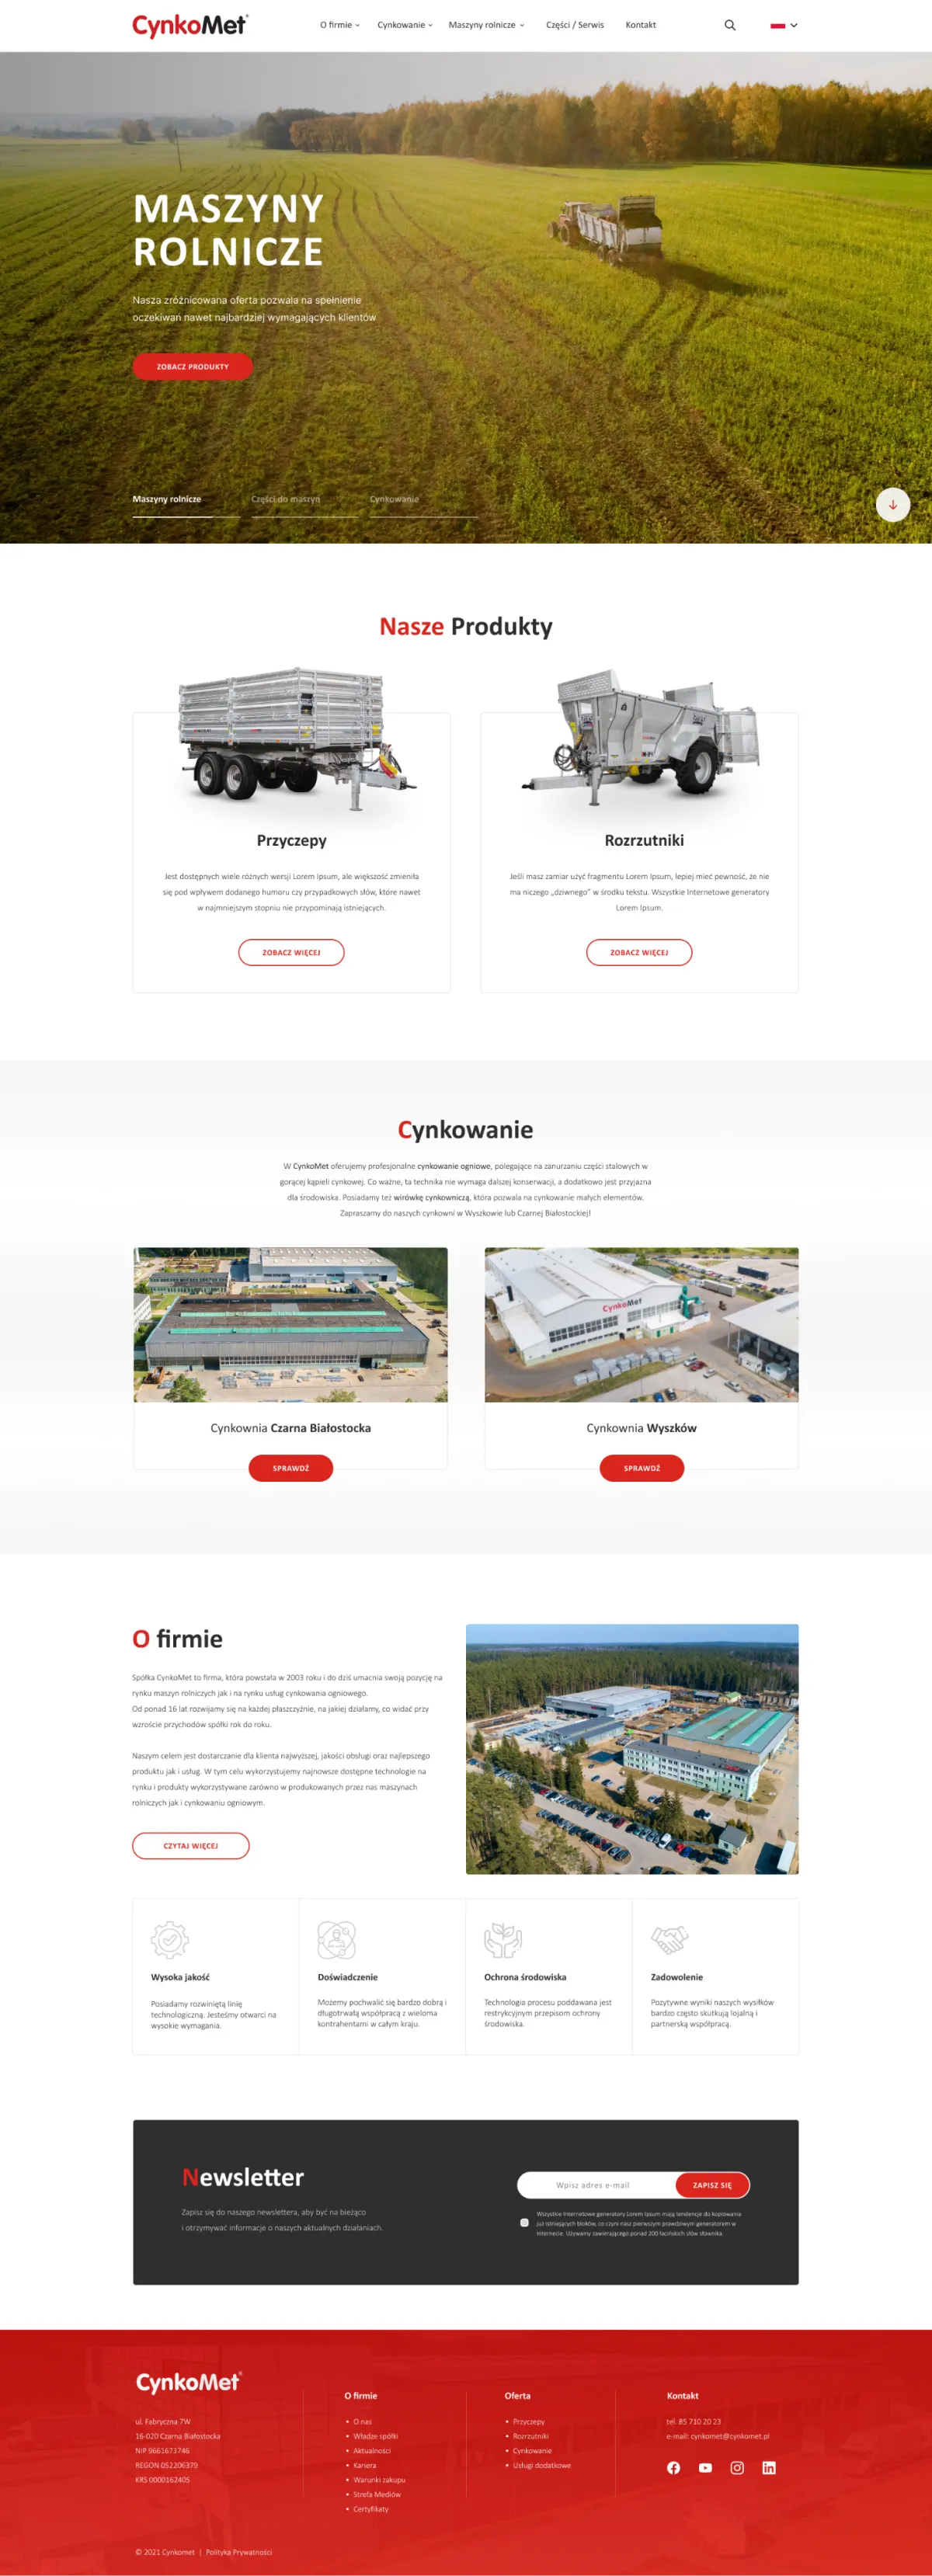 CynkoMet®
O firmie
Cynkowanie
Maszyny rolnicze
Części / Serwis
Kontakt
MASZYNY
ROLNICZE
Nasza zróżnicowana oferta pozwala na spełnienie
oczekiwań nawet najbardziej wymagających klientów
ZOBACZ PRODUKTY
Maszyny rolnicze
Części do maszyn
Cynkowanie
Nasze Produkty
Przyczepy
Jest dostępnych wiele różnych wersji Lorem Ipsum, ale większość zmieniła
się pod wpływem dodanego humoru czy przypadkowych słów, które nawet
w najmniejszym stopniu nie przypominają istniejących.
ZOBACZ WIĘCEJ
Rozrzutniki
Jeśli masz zamiar użyć fragmentu Lorem Ipsum, lepiej mieć pewność, że nie
ma niczego „dziwnego” w środku tekstu. Wszystkie Internetowe generatory
Lorem Ipsum.
ZOBACZ WIĘCEJ
Cynkowanie
W CynkoMet oferujemy profesjonalne cynkowanie ogniowe, polegające na zanurzaniu części stalowych w
gorącej kąpieli cynkowej. Co ważne, ta technika nie wymaga dalszej konserwacji, a dodatkowo jest przyjazna
dla środowiska. Posiadamy też wirówkę cynkowniczą, która pozwala na cynkowanie małych elementów.
Zapraszamy do naszych cynkowni w Wyszkowie lub Czarnej Białostockiej!
CynkoMet
Cynkownia Czarna Białostocka
SPRAWDŹ
Cynkownia Wyszków
SPRAWDŹ
O firmie
Spółka CynkoMet to firma, która powstała w 2003 roku i do dziś umacnia swoją pozycję na
rynku maszyn rolniczych jak i na rynku usług cynkowania ogniowego.
Od ponad 16 lat rozwijamy się na każdej płaszczyźnie, na jakiej działamy, co widać przy
wzroście przychodów spółki rok do roku.
Naszym celem jest dostarczanie dla klienta najwyższej, jakości obsługi oraz najlepszego
produktu jak i usług. W tym celu wykorzystujemy najnowsze dostępne technologie na
rynku i produkty wykorzystywane zarówno w produkowanych przez nas maszynach
rolniczych jak i cynkowaniu ogniowym.
CZYTAJ WIĘCEJ
Wysoka jakość
Posiadamy rozwiniętą linię
technologiczną. Jesteśmy otwarci na
wysokie wymagania.
Doświadczenie
Możemy pochwalić się bardzo dobrą i
długotrwałą współpracą z wieloma
kontrahentami w całym kraju.
Ochrona środowiska
Technologia procesu poddawana jest
restrykcyjnym przepisom ochrony
środowiska.
Zadowolenie
Pozytywne wyniki naszych wysiłków
bardzo często skutkują lojalną i
partnerską współpracą.
Newsletter
Zapisz się do naszego newslettera, aby być na bieżąco
i otrzymywać informacje o naszych aktualnych działaniach.
Wpisz adres e-mail
ZAPISZ SIĘ
Wszystkie Internetowe generatory Lorem Ipsum mają tendencje do kopiowania
już istniejących bloków, co czyni nasz pierwszym prawdziwym generatorem w
Internecie. Używamy zawierającego ponad 200 łacińskich słów słownika.
CynkoMet®
ul. Fabryczna 7W
16-020 Czarna Białostocka
NIP 9661673746
REGON 052206379
KRS 0000162405
O firmie
• O nas
• Władze spółki
• Aktualności
• Kariera
• Warunki zakupu
• Strefa Mediów
• Certyfikaty
Oferta
• Przyczepy
• Rozrzutniki
• Cynkowanie
• Usługi dodatkowe
Kontakt
tel. 85 710 20 23
e-mail: cynkomet@cynkomet.pl
© 2021 Cynkomet | Polityka Prywatności